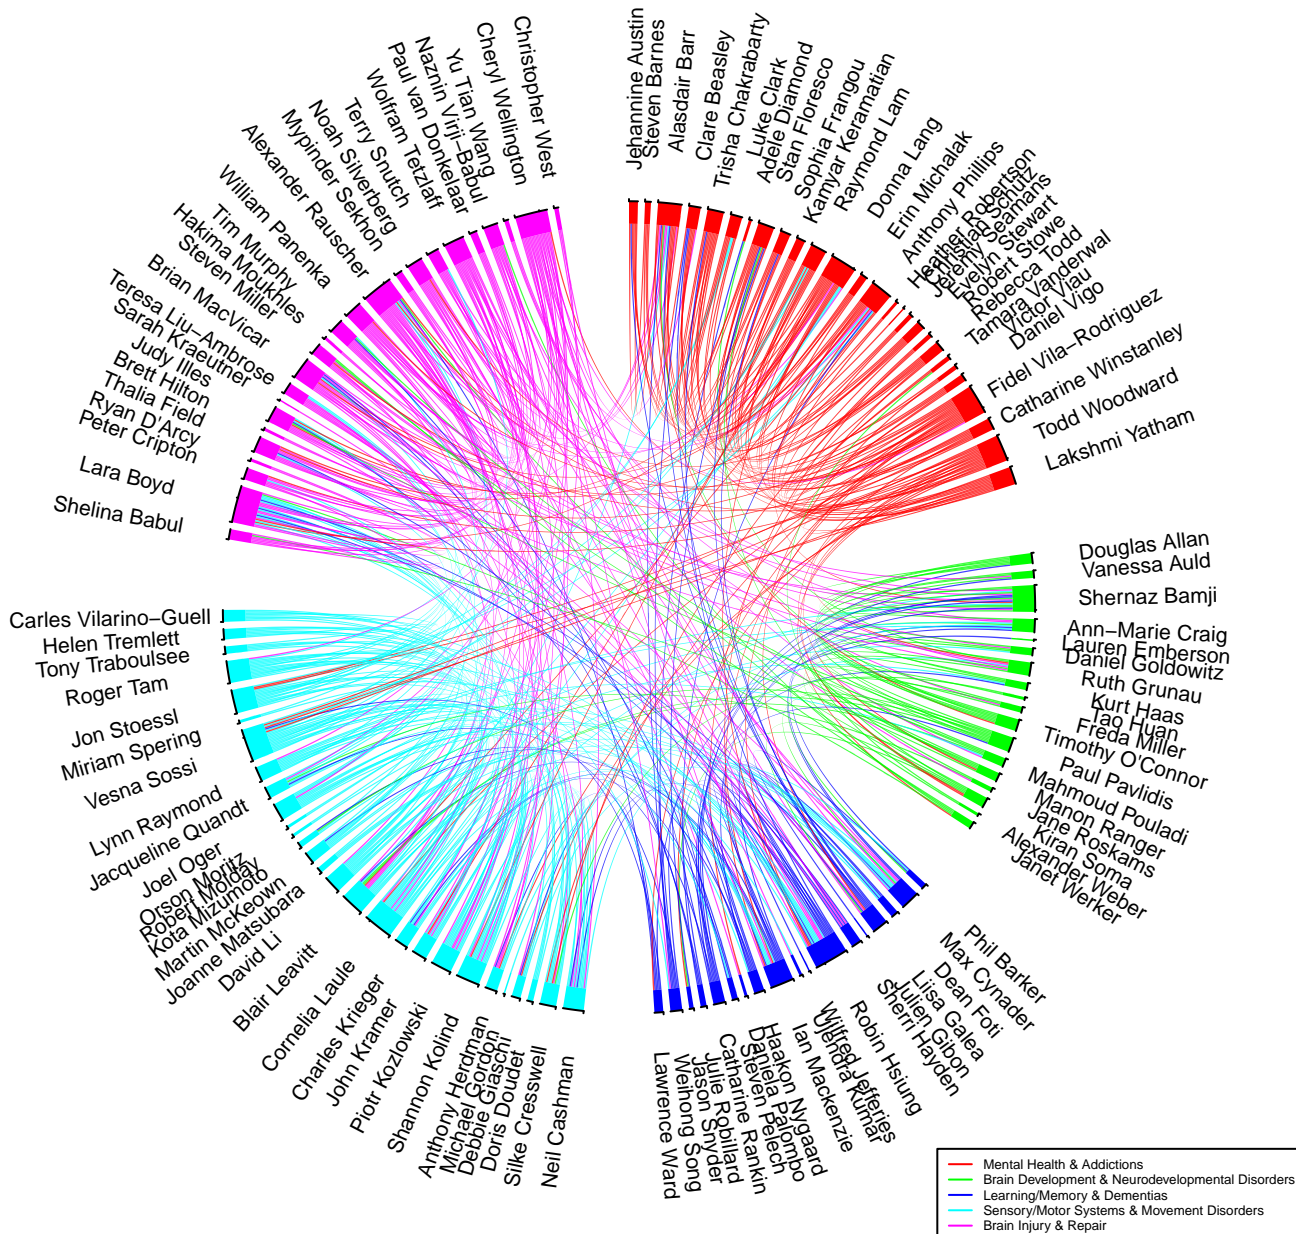 Jehannine Austin
Steven Barnes
Alasdair Barr
Clare Beasley
Trisha Chakrabarty
Luke Clark
Adele Diamond
Stan Floresco
Sophia Frangou
Kamyar Keramatian
Raymond Lam
Donna Lang
Erin Michalak
Anthony Phillips
Heather Robertson
Christian Schutz
Jeremy Seamans
Evelyn Stewart
Robert Stowe
Rebecca Todd
Tamara Vanderwal
Victor Viau
Daniel Vigo
Fidel Villa–Rodriguez
Catharine Winstanley
Todd Woodward
Lakshmi Yatham
Douglas Allan
Vanessa Auld
Shernaz Bamji
Ann–Marie Craig
Lauren Emberson
Daniel Goldowitz
Ruth Grunau
Kurt Haas
Tao Huan
Freda Miller
Timothy O'Connor
Paul Pavlidis
Mahmoud Pouladi
Manon Ranger
Jane Roskams
Kiran Soma
Alexander Weber
Janet Werker
Phil Barker
Max Cynader
Dean Foti
Liisa Galea
Julien Gibon
Sherri Hayden
Robin Hsiung
Wilfred Jefferies
Ujendra Kumar
Ian Mackenzie
Haakon Nygaard
Daniela Palombo
Steven Pelech
Catharine Rankin
Julie Robillard
Jason Snyder
Weihong Song
Lawrence Ward
Neil Cashman
Silke Cresswell
Doris Doudet
Debbie Giaschi
Michael Gordon
Anthony Herdman
Shannon Kolind
Piotr Kozlowski
John Kramer
Charles Krieger
Cornelia Laule
Blair Leavitt
David Li
Joanne Matsubara
Martin McKeown
Kota Mizumoto
Robert Molday
Orson Moritz
Joel Oger
Jacqueline Quandt
Lynn Raymond
Vesna Sossi
Miriam Spering
Jon Stoessl
Roger Tam
Tony Traboulsee
Helen Tremlett
Carles Vilarino–Guell
Shelina Babul
Lara Boyd
Peter Cripton
Ryan D'Arcy
Thalia Field
Brett Hilton
Judy Illes
Sarah Kraeutner
Teresa Liu–Ambrose
Brian MacVicar
Steven Miller
Hakima Moukhles
Tim Murphy
William Panenka
Alexander Rauscher
Mypinder Sekhon
Noah Silverberg
Terry Snutch
Wolfram Tetzlaff
Paul van Donkelaar
Naznin Virji–Babul
Yu Tian Wang
Cheryl Wellington
Christopher West
Mental Health & Addictions
Brain Development & Neurodevelopmental Disorders
Learning/Memory & Dementias
Sensory/Motor Systems & Movement Disorders
Brain Injury & Repair